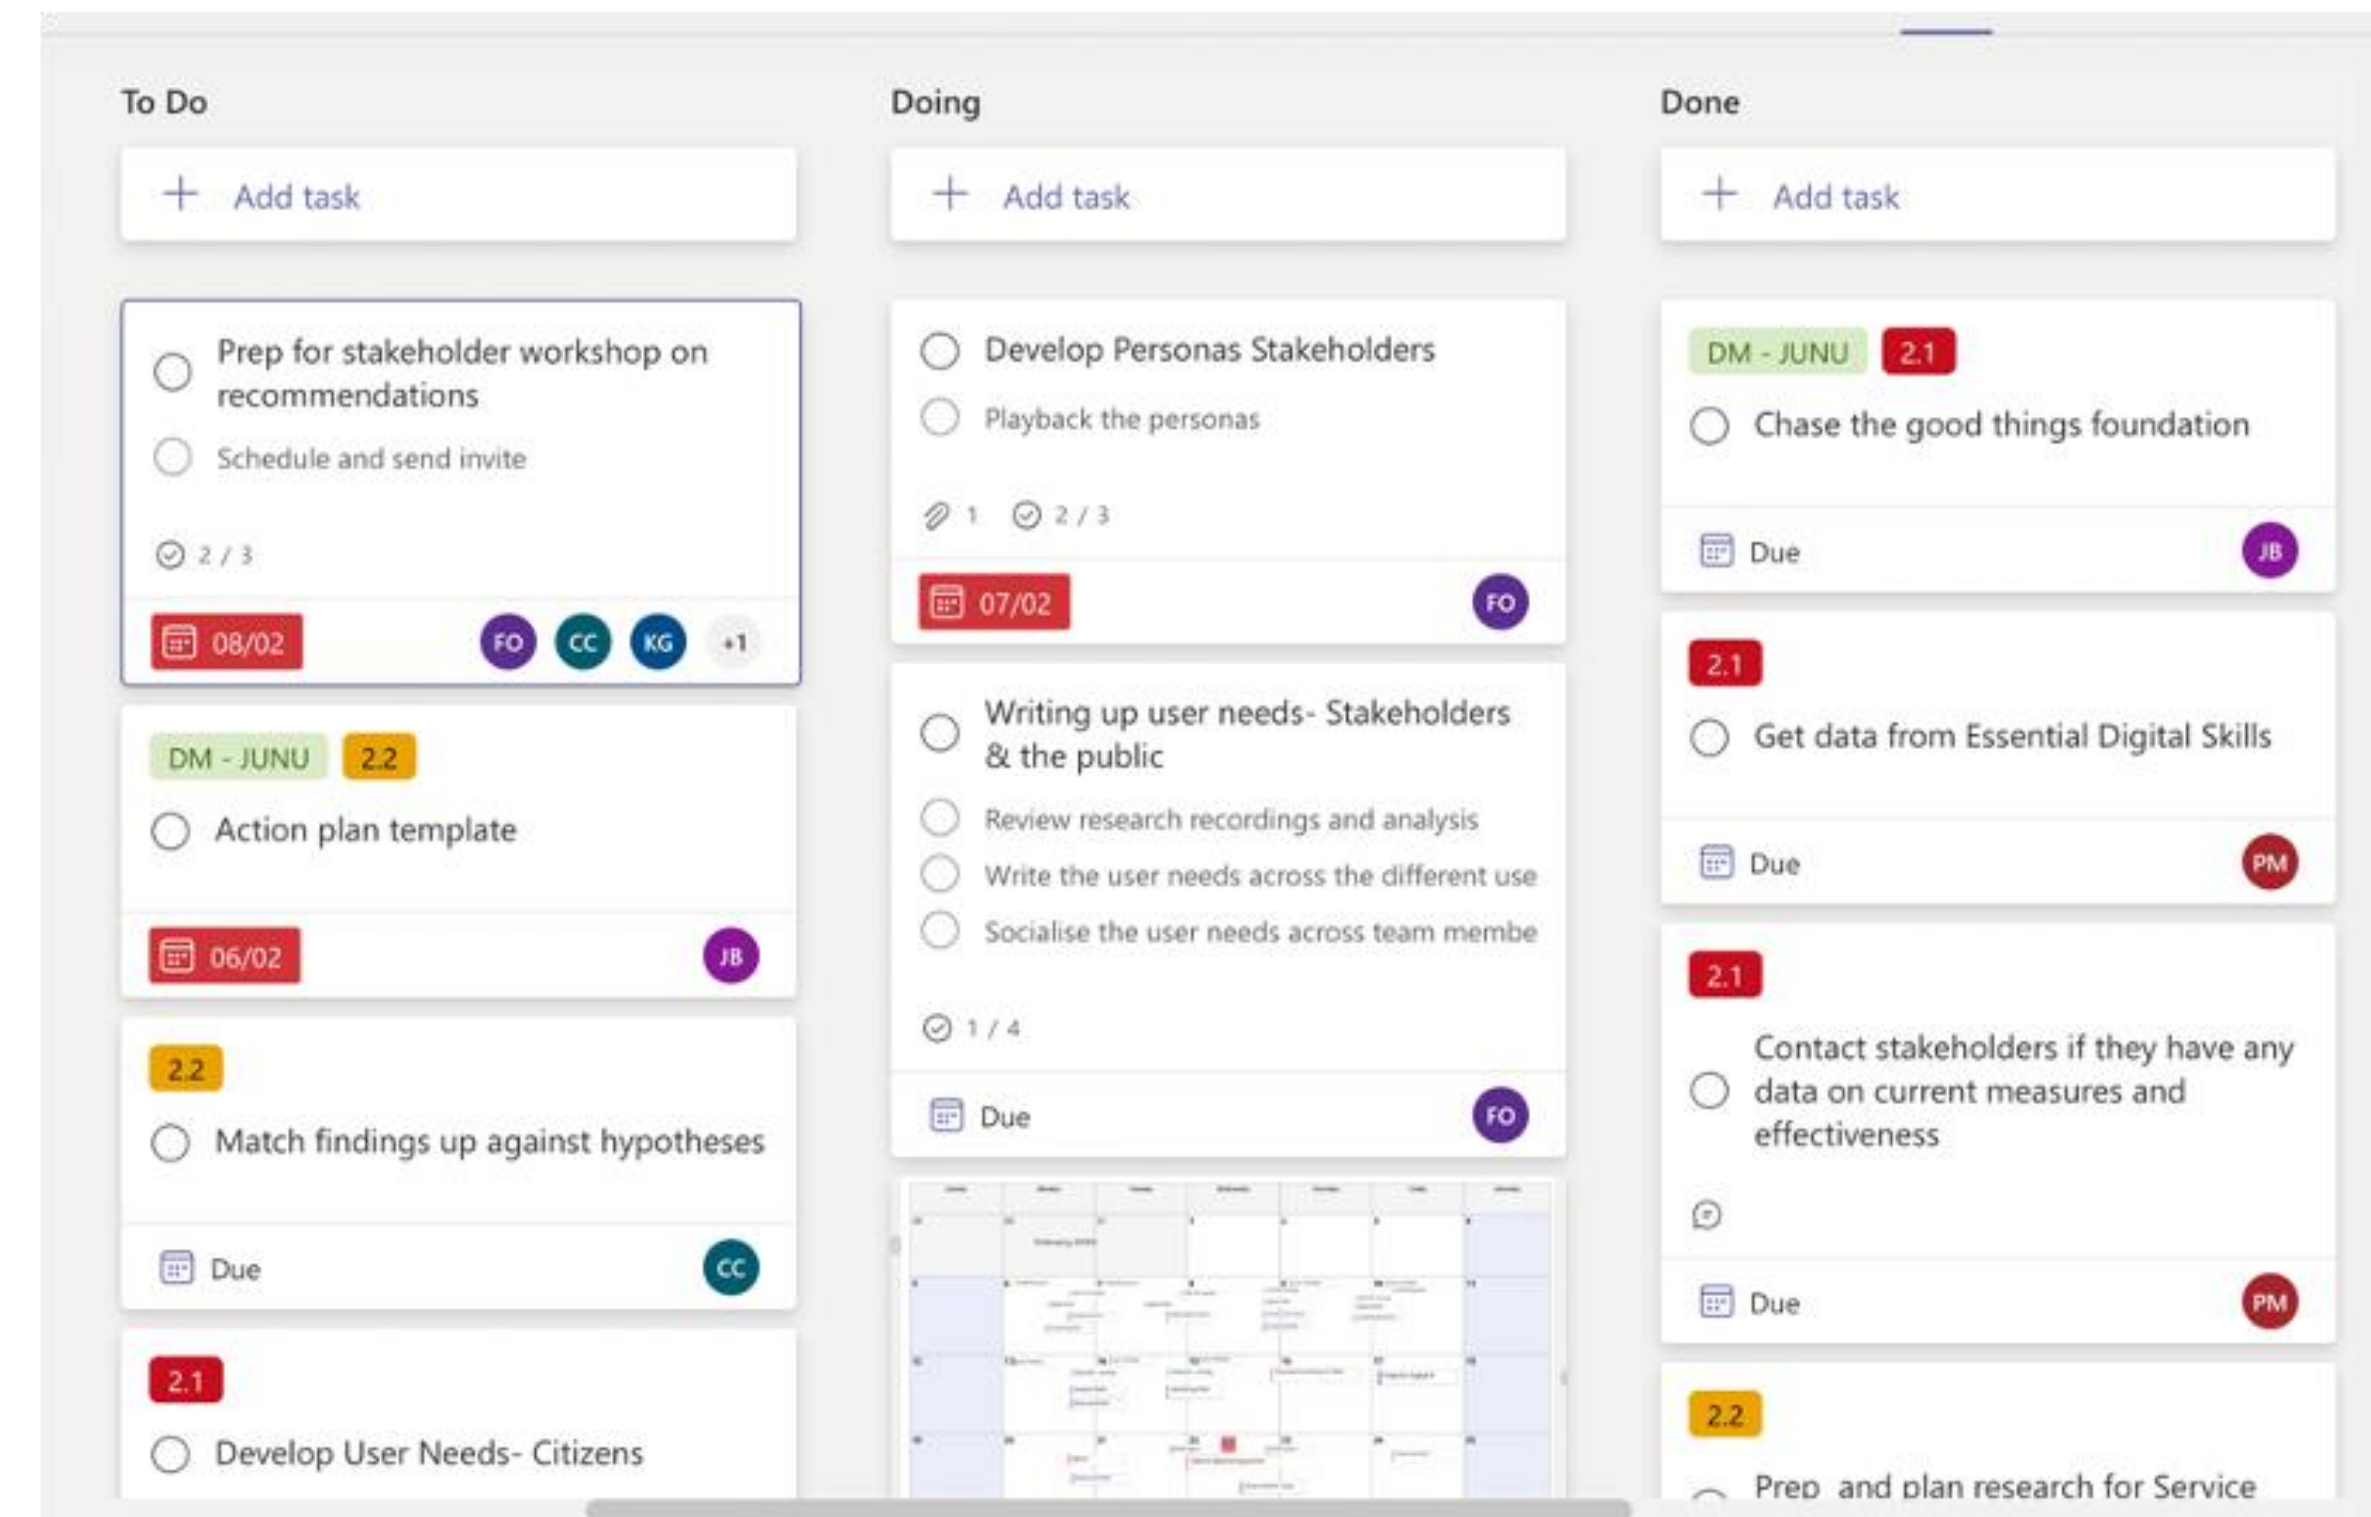 To Do
Add task
Prep for stakeholder workshop on
recommendations
Schedule and send invite
2 / 3
08/02
FO
CC
KG
+1
DM - JUNU
2.2
Action plan template
06/02
JB
2.2
Match findings up against hypotheses
Due
CC
2.1
Develop User Needs- Citizens
Doing
Add task
Develop Personas Stakeholders
Playback the personas
1
2 / 3
07/02
FO
Writing up user needs- Stakeholders
& the public
Review research recordings and analysis
Write the user needs across the different use
Socialise the user needs across team membe
1 / 4
Due
FO
Done
Add task
DM - JUNU
2.1
Chase the good things foundation
Due
JB
2.1
Get data from Essential Digital Skills
Due
PM
2.1
Contact stakeholders if they have any
data on current measures and
effectiveness
Due
PM
2.2
Prep and plan research for Service